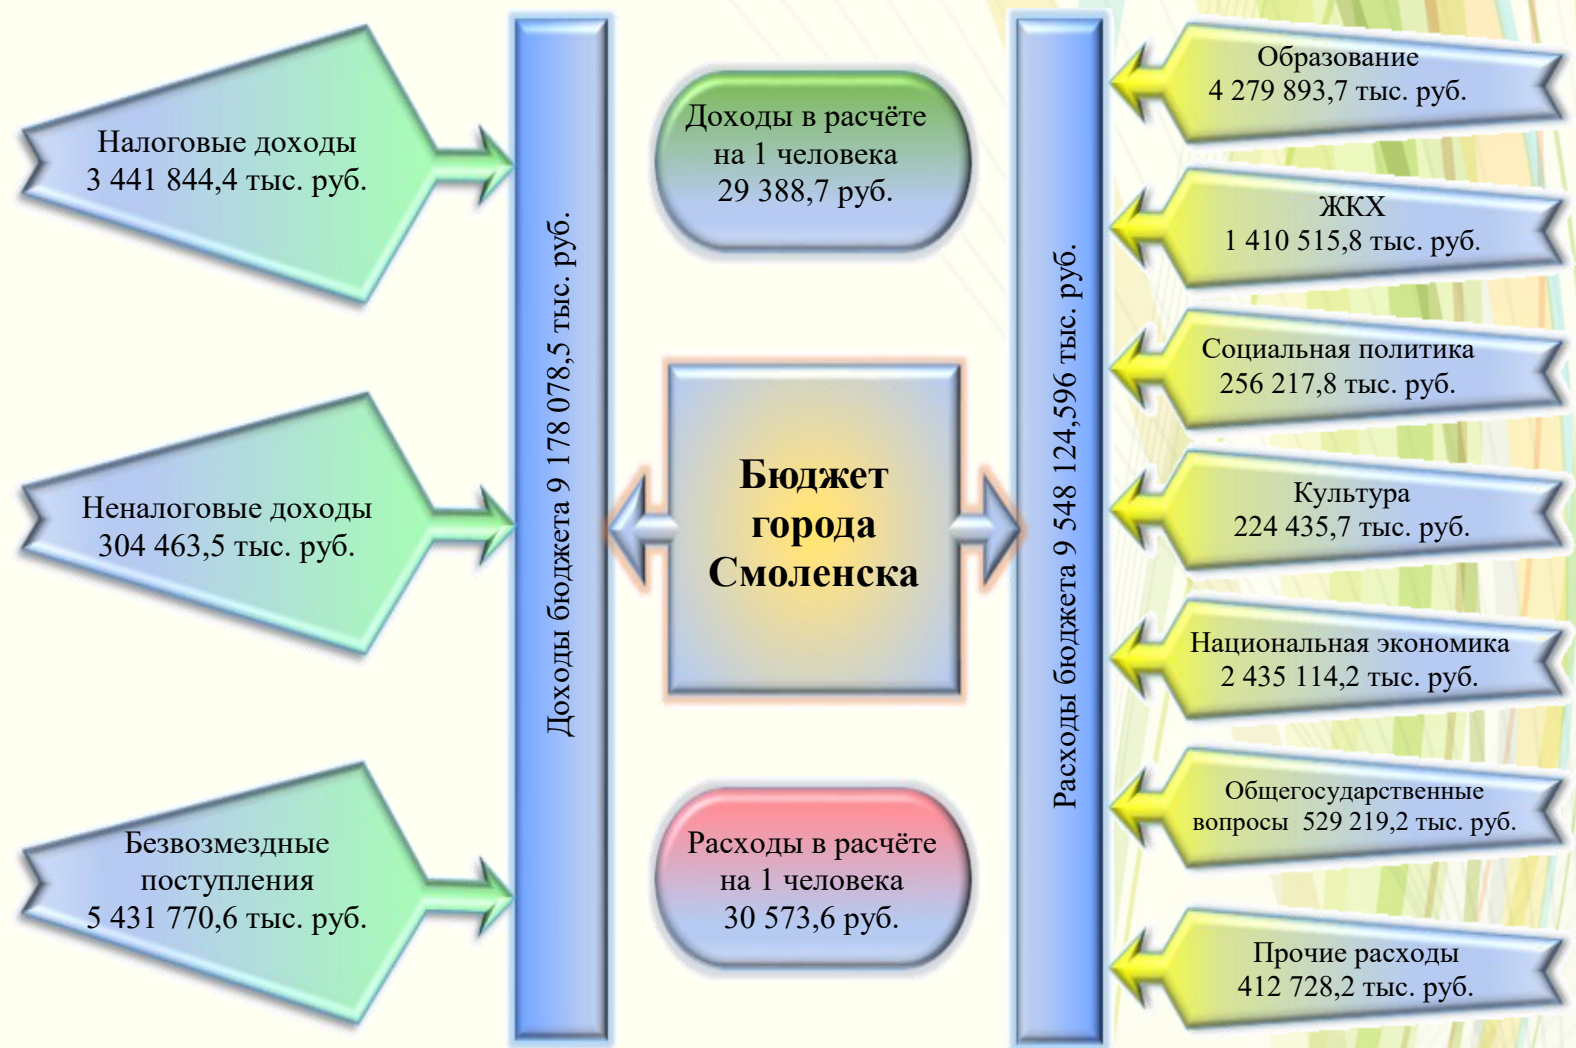 Налоговые доходы
3 441 844,4 тыс. руб.
Неналоговые доходы
304 463,5 тыс. руб.
Безвозмездные
поступления
5 431 770,6 тыс. руб.
Доходы бюджета 9 178 078,5 тыс. руб.
Доходы в расчёте
на 1 человека
29 388,7 руб.
Бюджет
города
Смоленска
Расходы в расчёте
на 1 человека
30 573,6 руб.
Расходы бюджета 9 548 124,596 тыс. руб.
Образование
4 279 893,7 тыс. руб.
ЖКХ
1 410 515,8 тыс. руб.
Социальная политика
256 217,8 тыс. руб.
Культура
224 435,7 тыс. руб.
Национальная экономика
2 435 114,2 тыс. руб.
Общегосударственные
вопросы 529 219,2 тыс. руб.
Прочие расходы
412 728,2 тыс. руб.